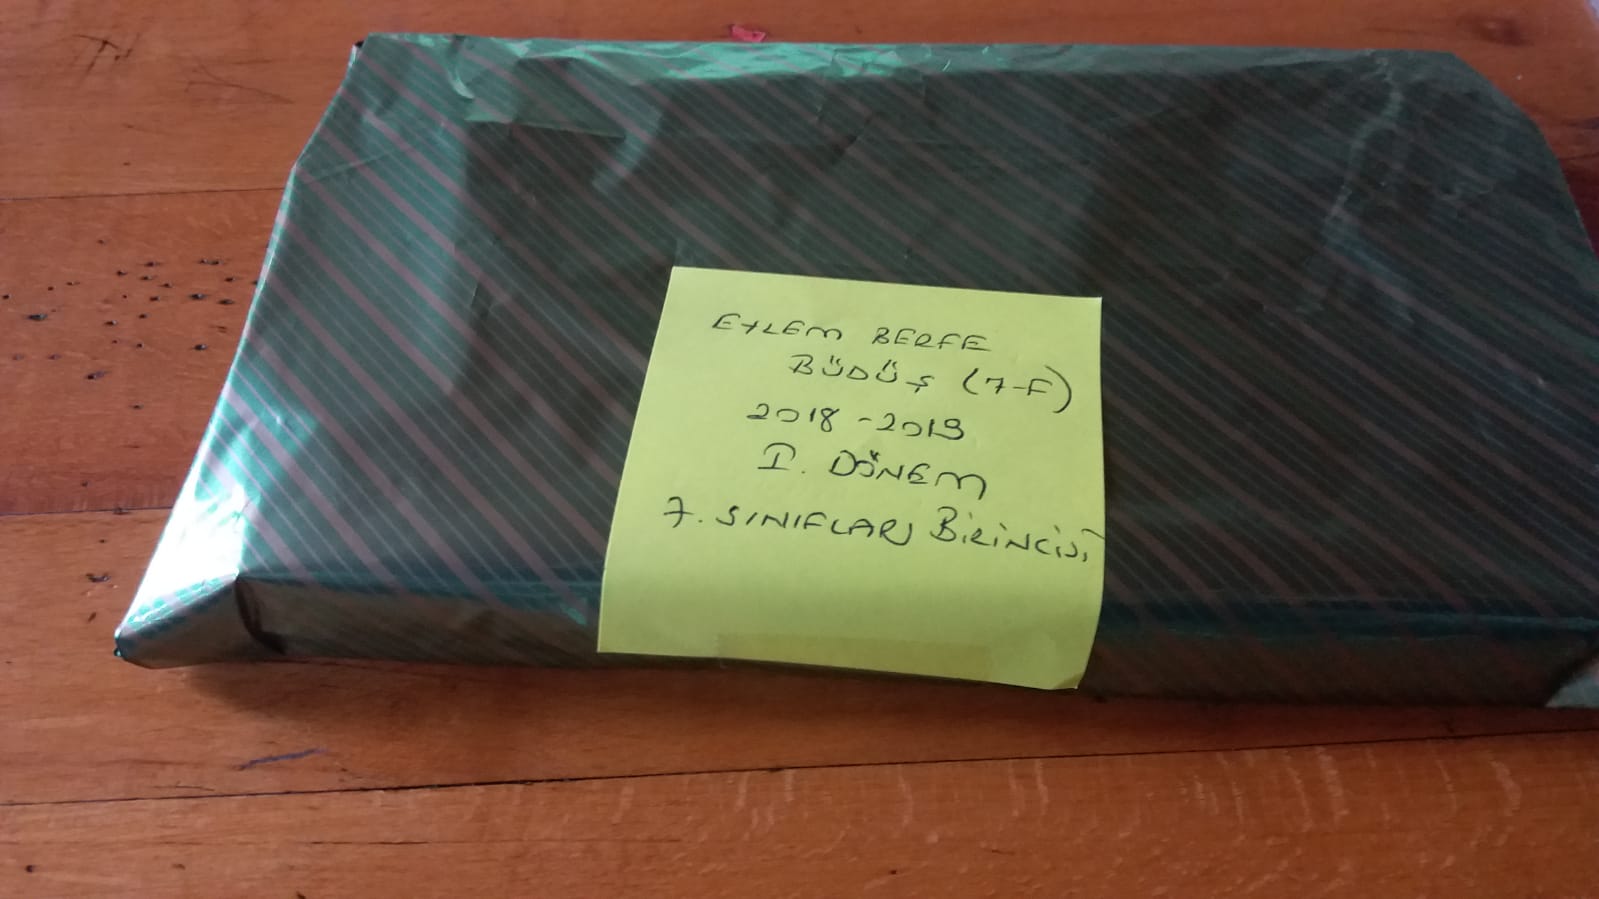 EYLEM BERFE
BÜDÜŞ (7-F)
2018-2019
I. DÖNEM
7. SINIFLAR BİRİNCİSİ